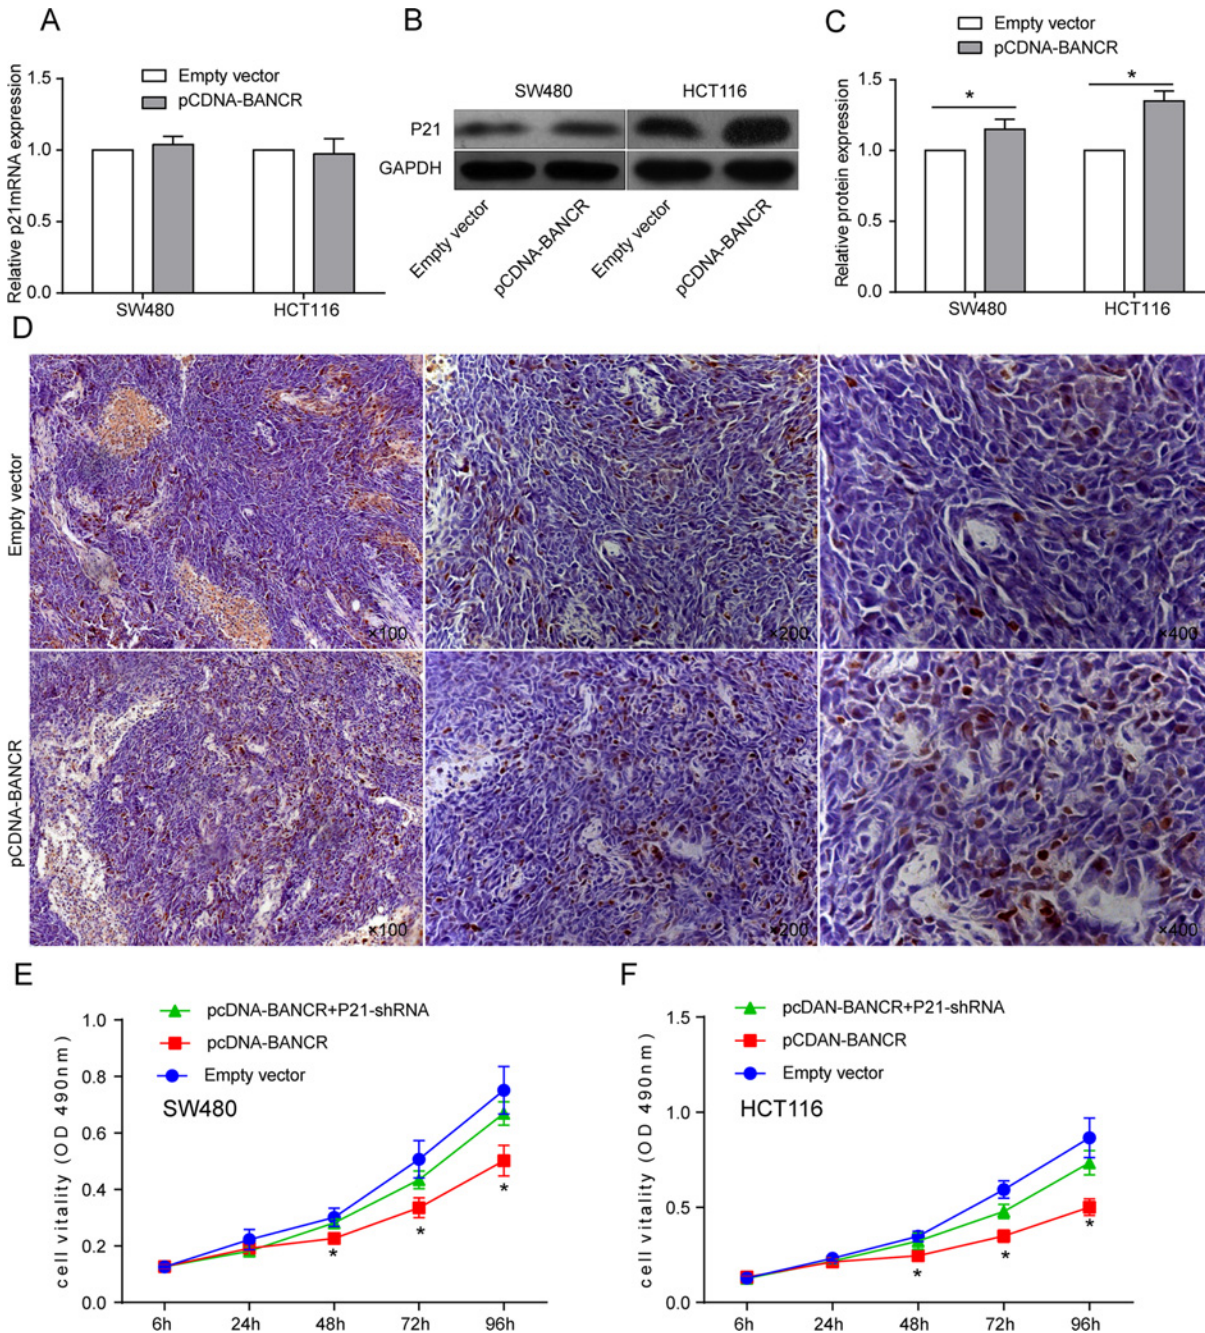 A
Empty vector
pCDNA-BANCR
Relative p21mRNA expression
1.5
1.0
0.5
0.0
SW480
HCT116
B
SW480
HCT116
P21
GAPDH
Empty vector
pCDNA-BANCR
Empty vector
pCDNA-BANCR
C
Empty vector
pCDNA-BANCR
Relative protein expression
1.5
1.0
0.5
0.0
*
*
SW480
HCT116
D
Empty vector
×100
×200
×400
pCDNA-BANCR
×100
×200
×400
E
pcDNA-BANCR+P21-shRNA
pcDNA-BANCR
Empty vector
SW480
cell vitality (OD 490nm)
1.0
0.8
0.6
0.4
0.2
0.0
*
*
*
6h
24h
48h
72h
96h
F
pcDAN-BANCR+P21-shRNA
pCDAN-BANCR
Empty vector
HCT116
cell vitality (OD 490nm)
1.5
1.0
0.5
0.0
*
*
*
6h
24h
48h
72h
96h